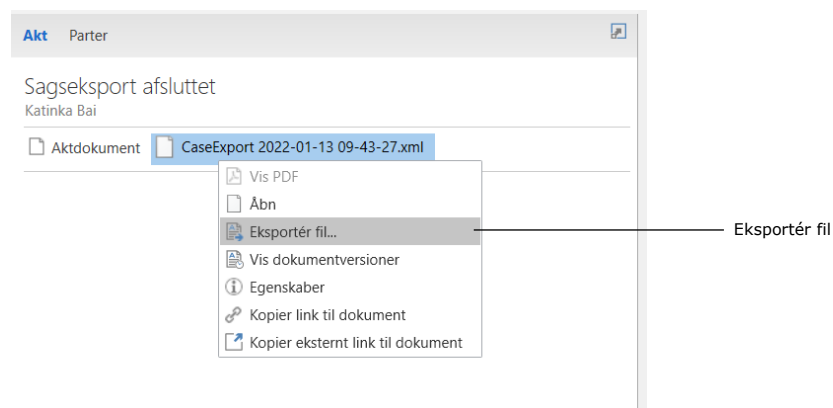 Akt Parter
Sagseksport afsluttet
Katinka Bai
Aktdokument CaseExport 2022-01-13 09-43-27.xml
Vis PDF
Åbn
Eksportér fil... Eksportér fil
Vis dokumentversioner
Egenskaber
Kopier link til dokument
Kopier eksternt link til dokument